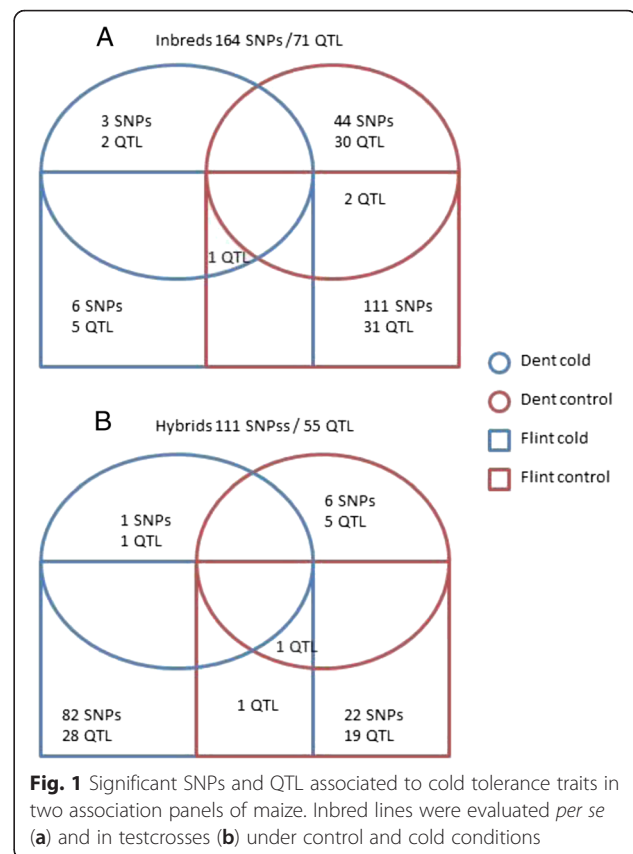 A
Inbreds 164 SNPs /71 QTL
3 SNPs
2 QTL
44 SNPs
30 QTL
2 QTL
1 QTL
6 SNPs
5 QTL
111 SNPs
31 QTL
Dent cold
Dent control
Flint cold
Flint control
B
Hybrids 111 SNPss / 55 QTL
1 SNPs
1 QTL
6 SNPs
5 QTL
1 QTL
1 QTL
82 SNPs
28 QTL
22 SNPs
19 QTL
Fig. 1 Significant SNPs and QTL associated to cold tolerance traits in
two association panels of maize. Inbred lines were evaluated per se
(a) and in testcrosses (b) under control and cold conditions